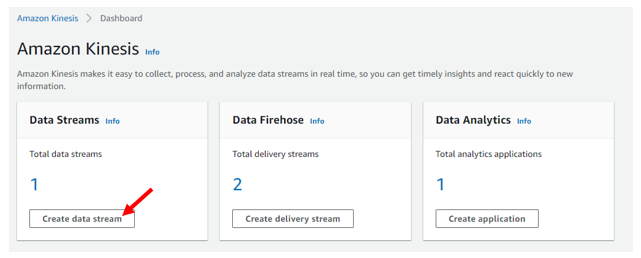 Amazon Kinesis > Dashboard
Amazon Kinesis Info
Amazon Kinesis makes it easy to collect, process, and analyze data streams in real time, so you can get timely insights and react quickly to new
information.
Data Streams Info
Total data streams
1
Create data stream
Data Firehose Info
Total delivery streams
2
Create delivery stream
Data Analytics Info
Total analytics applications
1
Create application